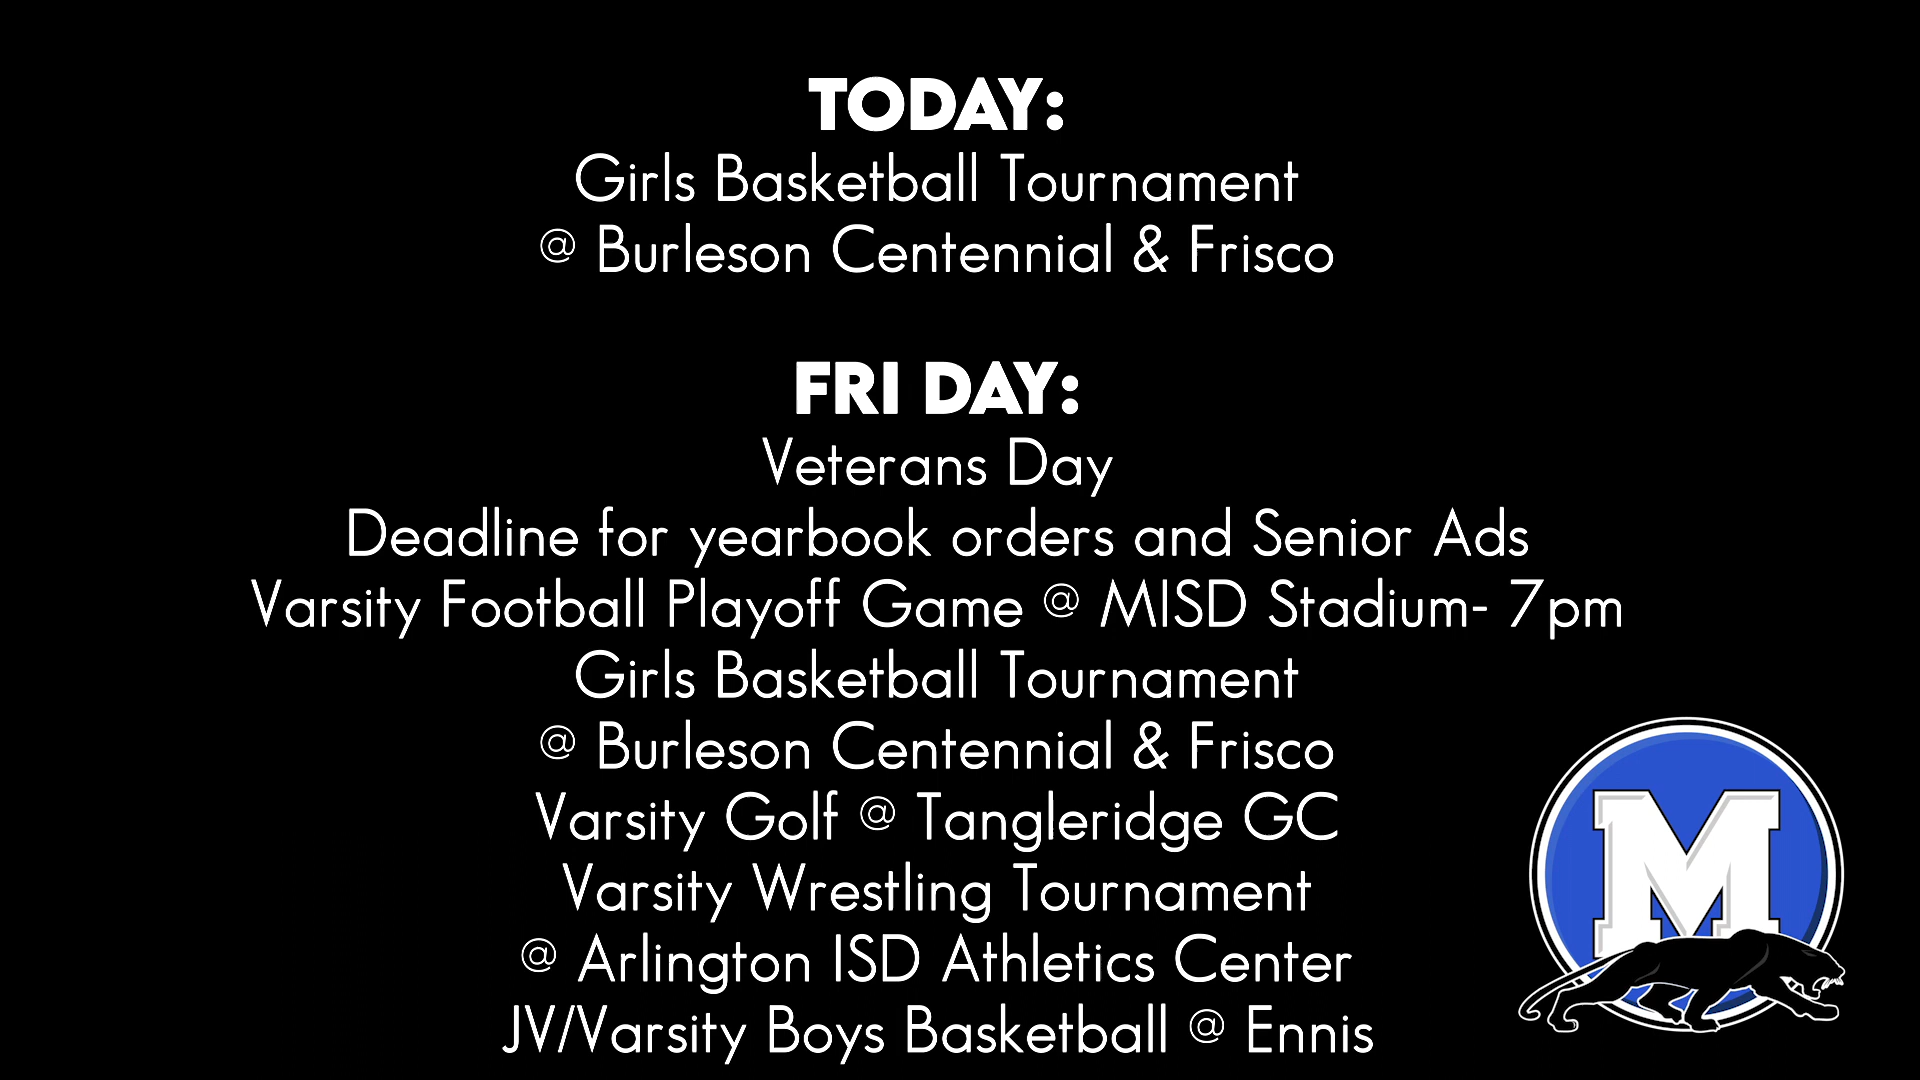 TODAY:
Girls Basketball Tournament
@ Burleson Centennial & Frisco
FRI DAY:
Veterans Day
Deadline for yearbook orders and Senior Ads
Varsity Football Playoff Game @ MISD Stadium- 7pm
Girls Basketball Tournament
@ Burleson Centennial & Frisco
Varsity Golf @ Tangleridge GC
Varsity Wrestling Tournament
@ Arlington ISD Athletics Center
JV/Varsity Boys Basketball @ Ennis
M